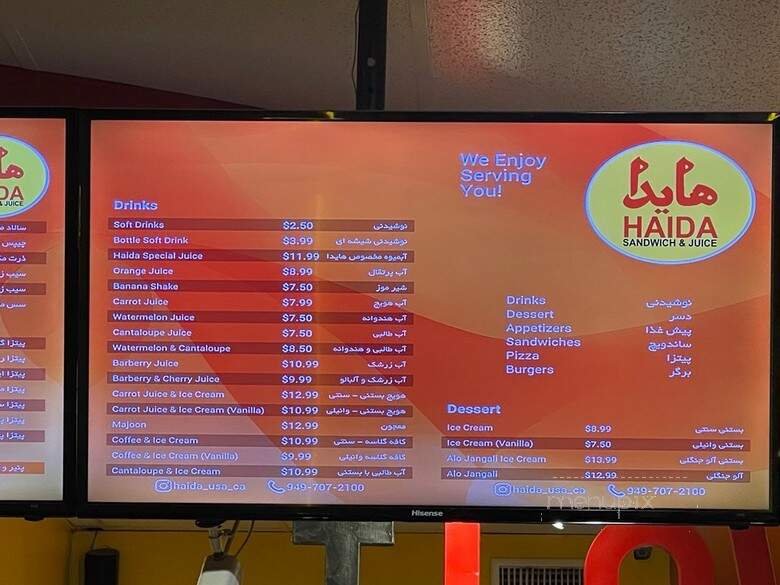 We Enjoy
Serving
You!
هایدا
HAIDA
SANDWICH & JUICE
DA
& JUICE
Drinks
Soft Drinks $2.50 نوشیدنی
Bottle Soft Drink $3.99 نوشیدنی شیشه ای
Haida Special Juice $11.99 آبمیوه مخصوص هایدا
Orange Juice $8.99 آب پرتقال
Banana Shake $7.50 شیر موز
Carrot Juice $7.99 آب هویج
Watermelon Juice $7.50 آب هندوانه
Cantaloupe Juice $7.50 آب طالبی
Watermelon & Cantaloupe $8.50 آب طالبی و هندوانه
Barberry Juice $10.99 آب زرشک
Barberry & Cherry Juice $9.99 آب زرشک و آلبالو
Carrot Juice & Ice Cream $12.99 هویج بستنی – سنتی
Carrot Juice & Ice Cream (Vanilla) $10.99 هویج بستنی – وانیلی
Majoon $12.99 معجون
Coffee & Ice Cream $10.99 کافه گلاسه – سنتی
Coffee & Ice Cream (Vanilla) $9.99 کافه گلاسه وانیلی
Cantaloupe & Ice Cream $10.99 آب طالبی با بستنی
haida_usa_ca 949-707-2100
Drinks نوشیدنی
Dessert دسر
Appetizers پیش غذا
Sandwiches ساندویچ
Pizza پیتزا
Burgers برگر
Dessert
Ice Cream $8.99 بستنی سنتی
Ice Cream (Vanilla) $7.50 بستنی وانیلی
Alo Jangali Ice Cream $13.99 بستنی آلو جنگلی
Alo Jangali $12.99 آلو جنگلی
haida_usa_ca 949-707-2100
menupix
Hisense